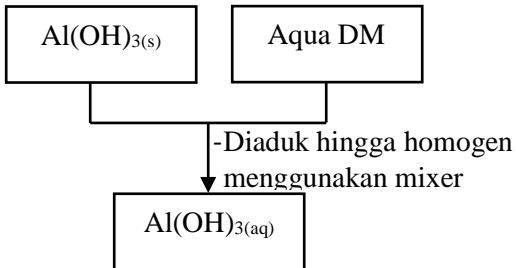 Al(OH)₃₍ₛ₎
Aqua DM
-Diaduk hingga homogen
menggunakan mixer
Al(OH)₃(aq)